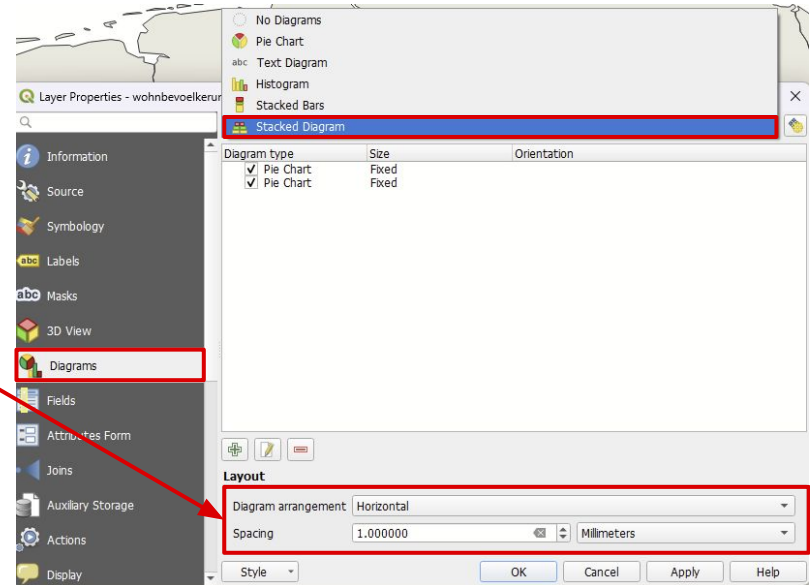 No Diagrams
Pie Chart
abc Text Diagram
Histogram
Layer Properties - wohnbevoelkerun
Stacked Bars
Stacked Diagram
Information
Diagram type Size Orientation
Pie Chart Fixed
Pie Chart Fixed
Source
Symbology
abc Labels
abc Masks
3D View
Diagrams
Fields
Attributes Form
Joins
Layout
Auxiliary Storage
Diagram arrangement Horizontal
Actions
Spacing 1.000000 Millimeters
Display
Style OK Cancel Apply Help